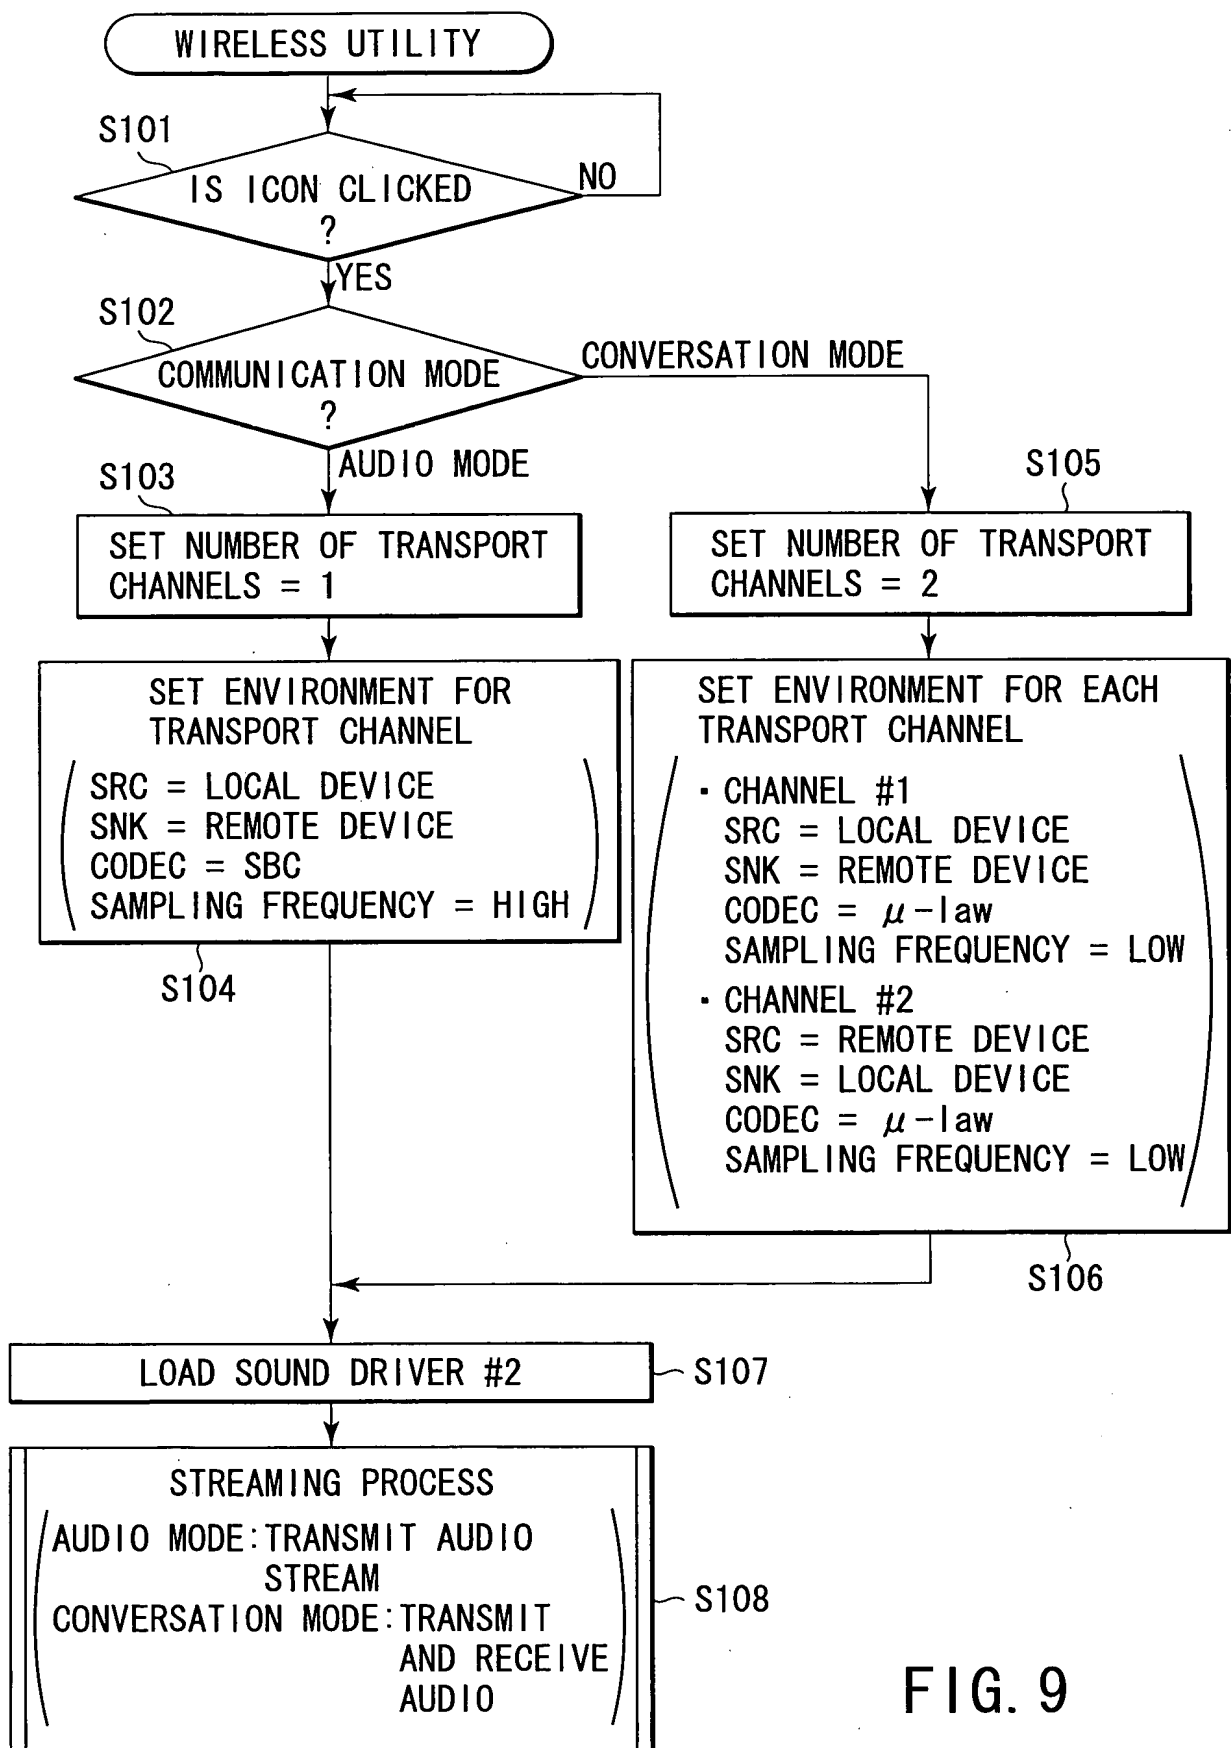 WIRELESS UTILITY
S101
IS ICON CLICKED
?
NO
YES
S102
COMMUNICATION MODE
?
CONVERSATION MODE
AUDIO MODE
S103
SET NUMBER OF TRANSPORT
CHANNELS = 1
SET ENVIRONMENT FOR
TRANSPORT CHANNEL
SRC = LOCAL DEVICE
SNK = REMOTE DEVICE
CODEC = SBC
SAMPLING FREQUENCY = HIGH
S104
S105
SET NUMBER OF TRANSPORT
CHANNELS = 2
SET ENVIRONMENT FOR EACH
TRANSPORT CHANNEL
· CHANNEL #1
SRC = LOCAL DEVICE
SNK = REMOTE DEVICE
CODEC = μ-law
SAMPLING FREQUENCY = LOW
· CHANNEL #2
SRC = REMOTE DEVICE
SNK = LOCAL DEVICE
CODEC = μ-law
SAMPLING FREQUENCY = LOW
S106
LOAD SOUND DRIVER #2
S107
STREAMING PROCESS
AUDIO MODE:TRANSMIT AUDIO
STREAM
CONVERSATION MODE:TRANSMIT
AND RECEIVE
AUDIO
S108
FIG. 9